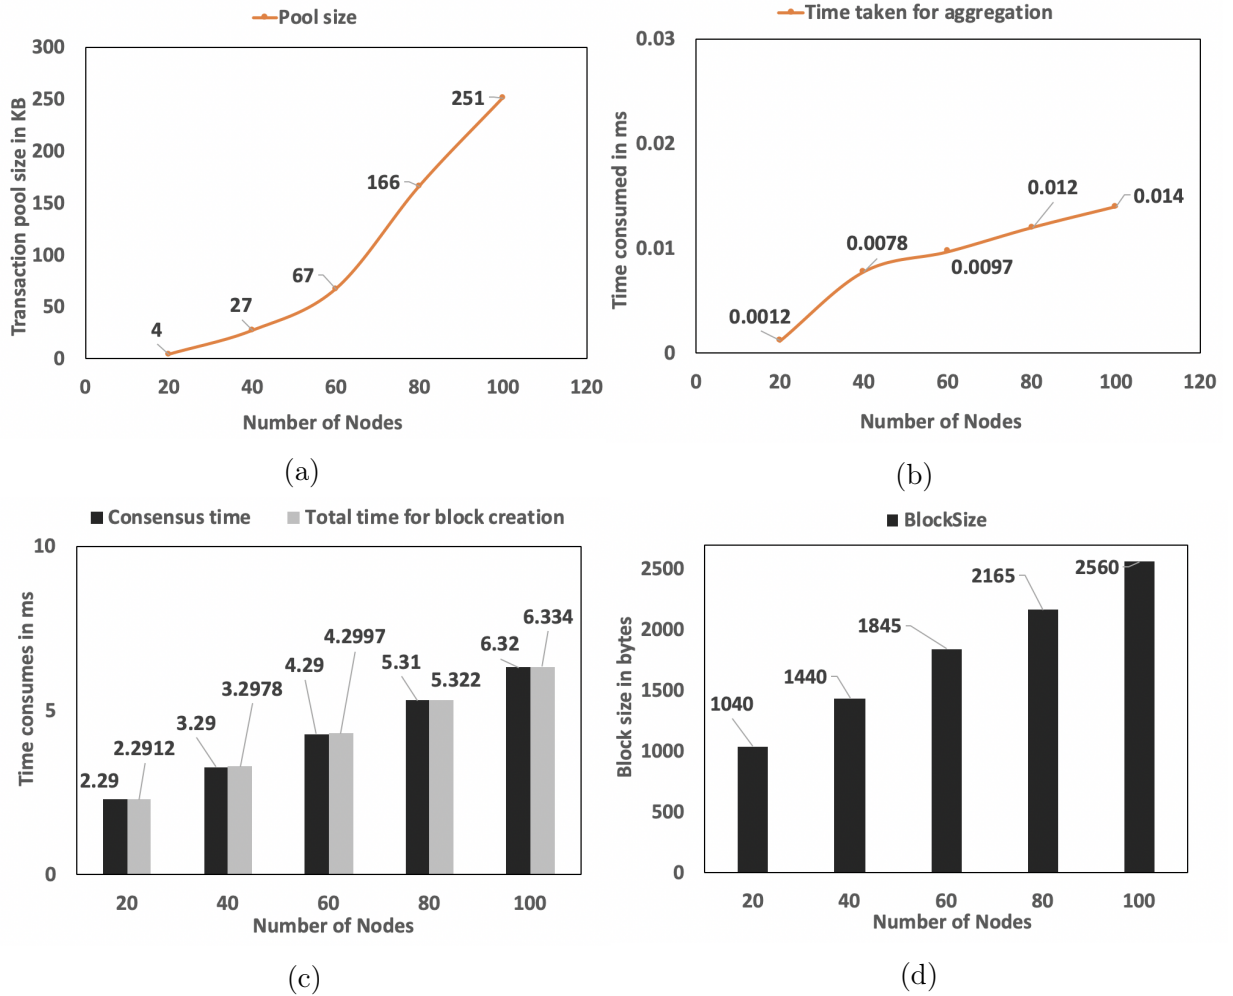 Pool size
Transaction pool size in KB
300
250
200
150
100
50
0
4
27
67
166
251
0 20 40 60 80 100 120
Number of Nodes
(a)
Time taken for aggregation
Time consumed in ms
0.03
0.02
0.01
0
0.0012
0.0078
0.0097
0.012
0.014
0 20 40 60 80 100 120
Number of Nodes
(b)
Consensus time Total time for block creation
Time consumes in ms
10
5
0
2.29
2.2912
3.29
3.2978
4.29
4.2997
5.31
5.322
6.32
6.334
20 40 60 80 100
Number of Nodes
(c)
BlockSize
Block size in bytes
2500
2000
1500
1000
500
0
1040
1440
1845
2165
2560
20 40 60 80 100
Number of Nodes
(d)